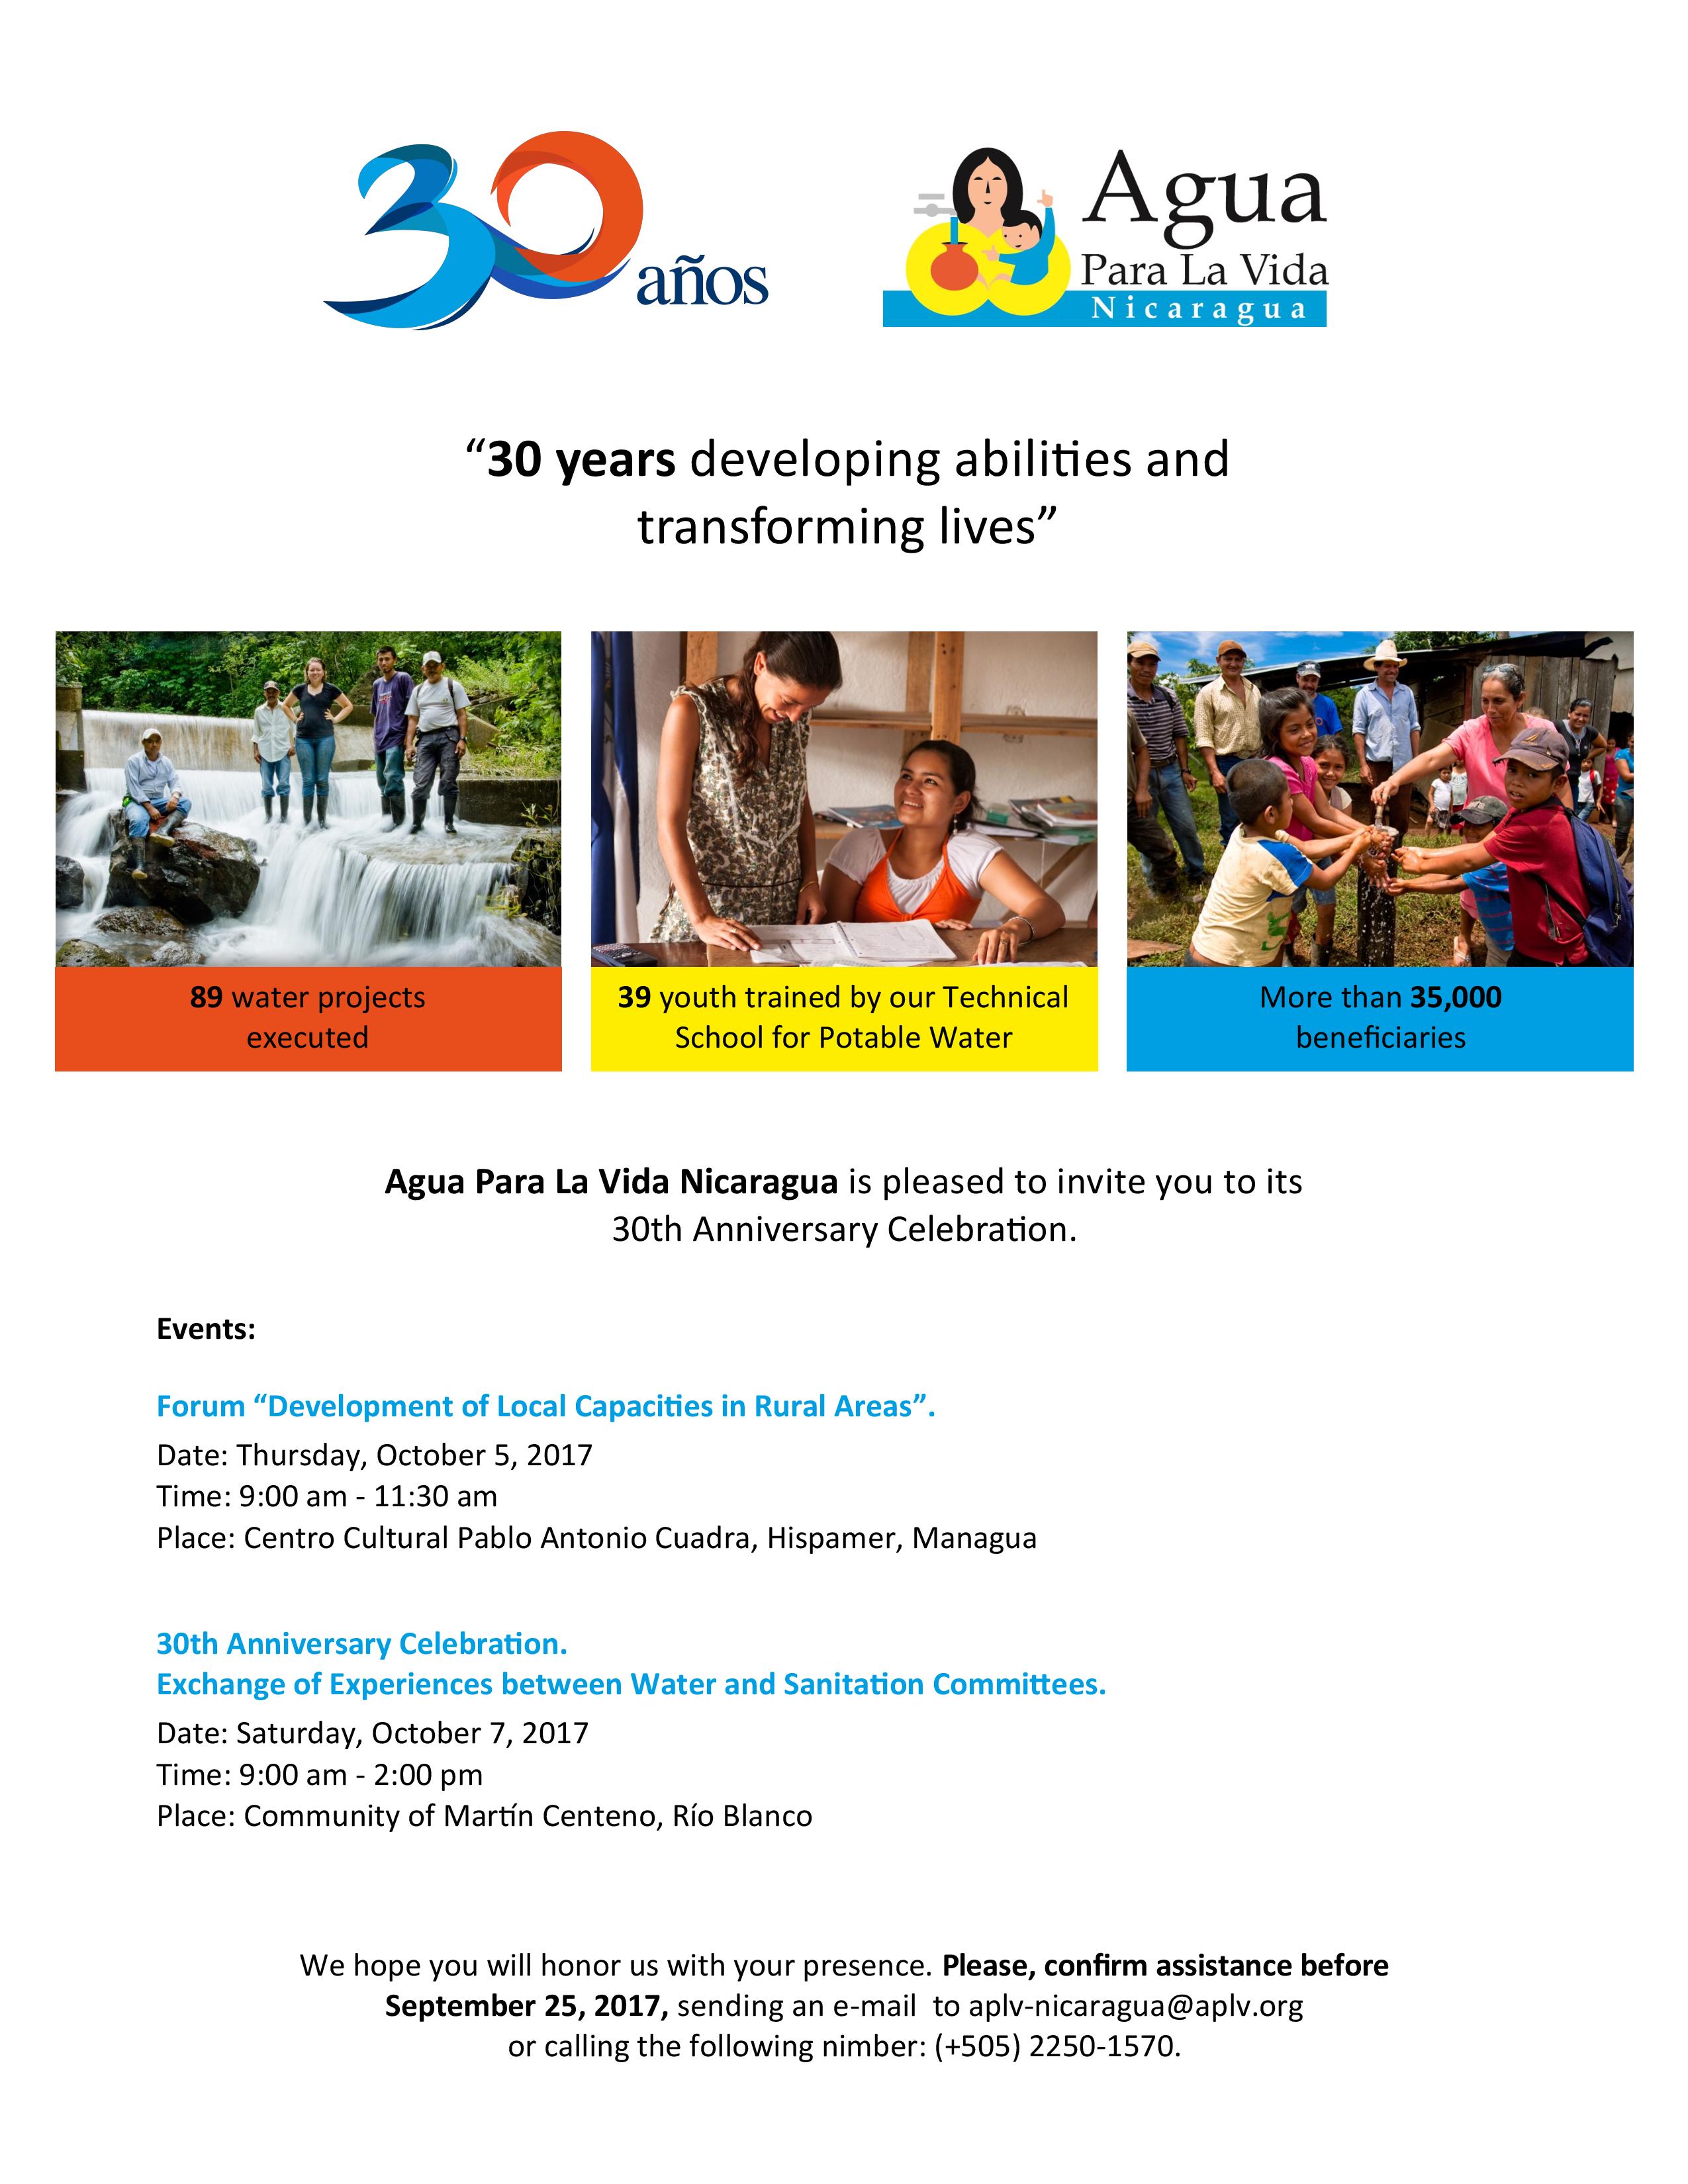 30 años
Agua
Para La Vida
Nicaragua
“30 years developing abilities and
transforming lives”
89 water projects
executed
39 youth trained by our Technical
School for Potable Water
More than 35,000
beneficiaries
Agua Para La Vida Nicaragua is pleased to invite you to its
30th Anniversary Celebration.
Events:
Forum “Development of Local Capacities in Rural Areas”.
Date: Thursday, October 5, 2017
Time: 9:00 am - 11:30 am
Place: Centro Cultural Pablo Antonio Cuadra, Hispamer, Managua
30th Anniversary Celebration.
Exchange of Experiences between Water and Sanitation Committees.
Date: Saturday, October 7, 2017
Time: 9:00 am - 2:00 pm
Place: Community of Martín Centeno, Río Blanco
We hope you will honor us with your presence. Please, confirm assistance before
September 25, 2017, sending an e-mail  to aplv-nicaragua@aplv.org
or calling the following nimber: (+505) 2250-1570.